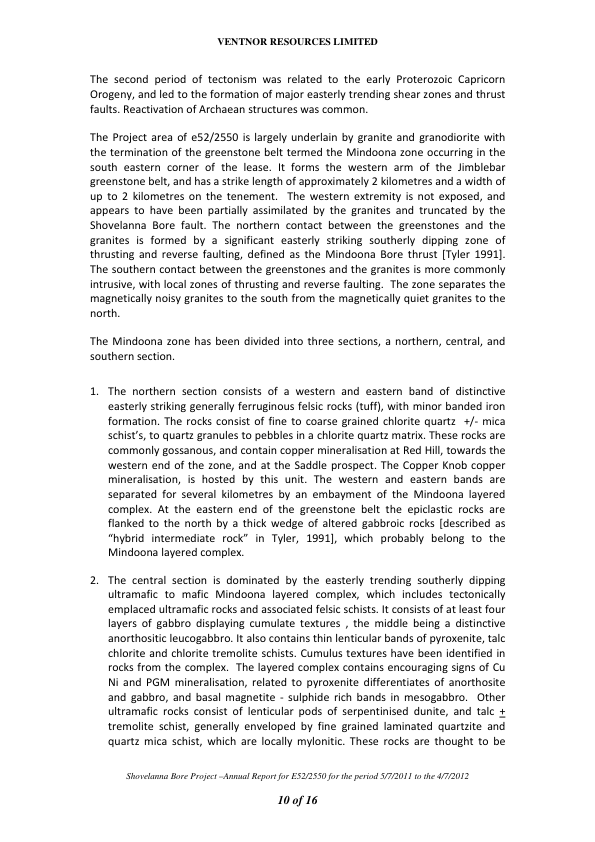 VENTNOR RESOURCES LIMITED
The second period of tectonism was related to the early Proterozoic Capricorn
Orogeny, and led to the formation of major easterly trending shear zones and thrust
faults. Reactivation of Archaean structures was common.
The Project area of e52/2550 is largely underlain by granite and granodiorite with
the termination of the greenstone belt termed the Mindoona zone occurring in the
south eastern corner of the lease. It forms the western arm of the Jimblebar
greenstone belt, and has a strike length of approximately 2 kilometres and a width of
up to 2 kilometres on the tenement.  The western extremity is not exposed, and
appears to have been partially assimilated by the granites and truncated by the
Shovelanna Bore fault. The northern contact between the greenstones and the
granites is formed by a significant easterly striking southerly dipping zone of
thrusting and reverse faulting, defined as the Mindoona Bore thrust [Tyler 1991].
The southern contact between the greenstones and the granites is more commonly
intrusive, with local zones of thrusting and reverse faulting.  The zone separates the
magnetically noisy granites to the south from the magnetically quiet granites to the
north.
The Mindoona zone has been divided into three sections, a northern, central, and
southern section.
1. The northern section consists of a western and eastern band of distinctive
easterly striking generally ferruginous felsic rocks (tuff), with minor banded iron
formation. The rocks consist of fine to coarse grained chlorite quartz  +/- mica
schist's, to quartz granules to pebbles in a chlorite quartz matrix. These rocks are
commonly gossanous, and contain copper mineralisation at Red Hill, towards the
western end of the zone, and at the Saddle prospect. The Copper Knob copper
mineralisation, is hosted by this unit. The western and eastern bands are
separated for several kilometres by an embayment of the Mindoona layered
complex. At the eastern end of the greenstone belt the epiclastic rocks are
flanked to the north by a thick wedge of altered gabbroic rocks [described as
“hybrid intermediate rock” in Tyler, 1991], which probably belong to the
Mindoona layered complex.
2. The central section is dominated by the easterly trending southerly dipping
ultramafic to mafic Mindoona layered complex, which includes tectonically
emplaced ultramafic rocks and associated felsic schists. It consists of at least four
layers of gabbro displaying cumulate textures , the middle being a distinctive
anorthositic leucogabbro. It also contains thin lenticular bands of pyroxenite, talc
chlorite and chlorite tremolite schists. Cumulus textures have been identified in
rocks from the complex.  The layered complex contains encouraging signs of Cu
Ni and PGM mineralisation, related to pyroxenite differentiates of anorthosite
and gabbro, and basal magnetite - sulphide rich bands in mesogabbro.  Other
ultramafic rocks consist of lenticular pods of serpentinised dunite, and talc +
tremolite schist, generally enveloped by fine grained laminated quartzite and
quartz mica schist, which are locally mylonitic. These rocks are thought to be
Shovelanna Bore Project –Annual Report for E52/2550 for the period 5/7/2011 to the 4/7/2012
10 of 16